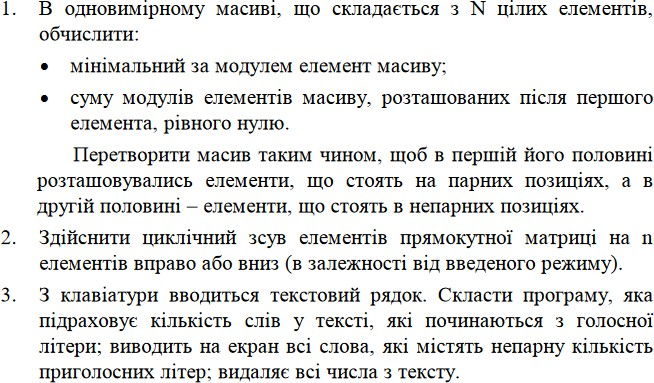 1. В одновимірному масиві, що складається з N цілих елементів,
обчислити:
• мінімальний за модулем елемент масиву;
• суму модулів елементів масиву, розташованих після першого
елемента, рівного нулю.
Перетворити масив таким чином, щоб в першій його половині
розташовувались елементи, що стоять на парних позиціях, а в
другій половині – елементи, що стоять в непарних позиціях.
2. Здійснити циклічний зсув елементів прямокутної матриці на n
елементів вправо або вниз (в залежності від введеного режиму).
3. З клавіатури вводиться текстовий рядок. Скласти програму, яка
підраховує кількість слів у тексті, які починаються з голосної
літери; виводить на екран всі слова, які містять непарну кількість
приголосних літер; видаляє всі числа з тексту.